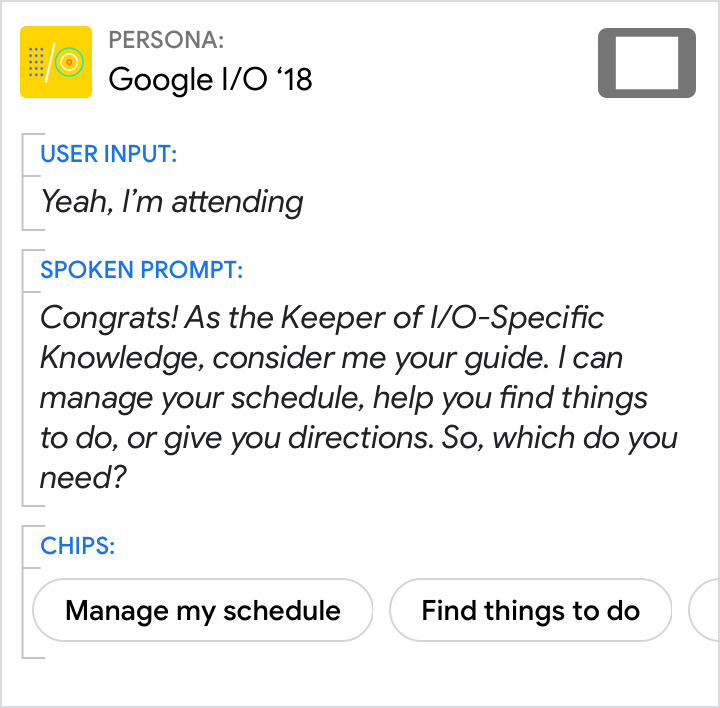 PERSONA:
Google I/O ‘18
USER INPUT:
Yeah, I’m attending
SPOKEN PROMPT:
Congrats! As the Keeper of I/O-Specific
Knowledge, consider me your guide. I can
manage your schedule, help you find things
to do, or give you directions. So, which do you
need?
CHIPS:
Manage my schedule
Find things to do